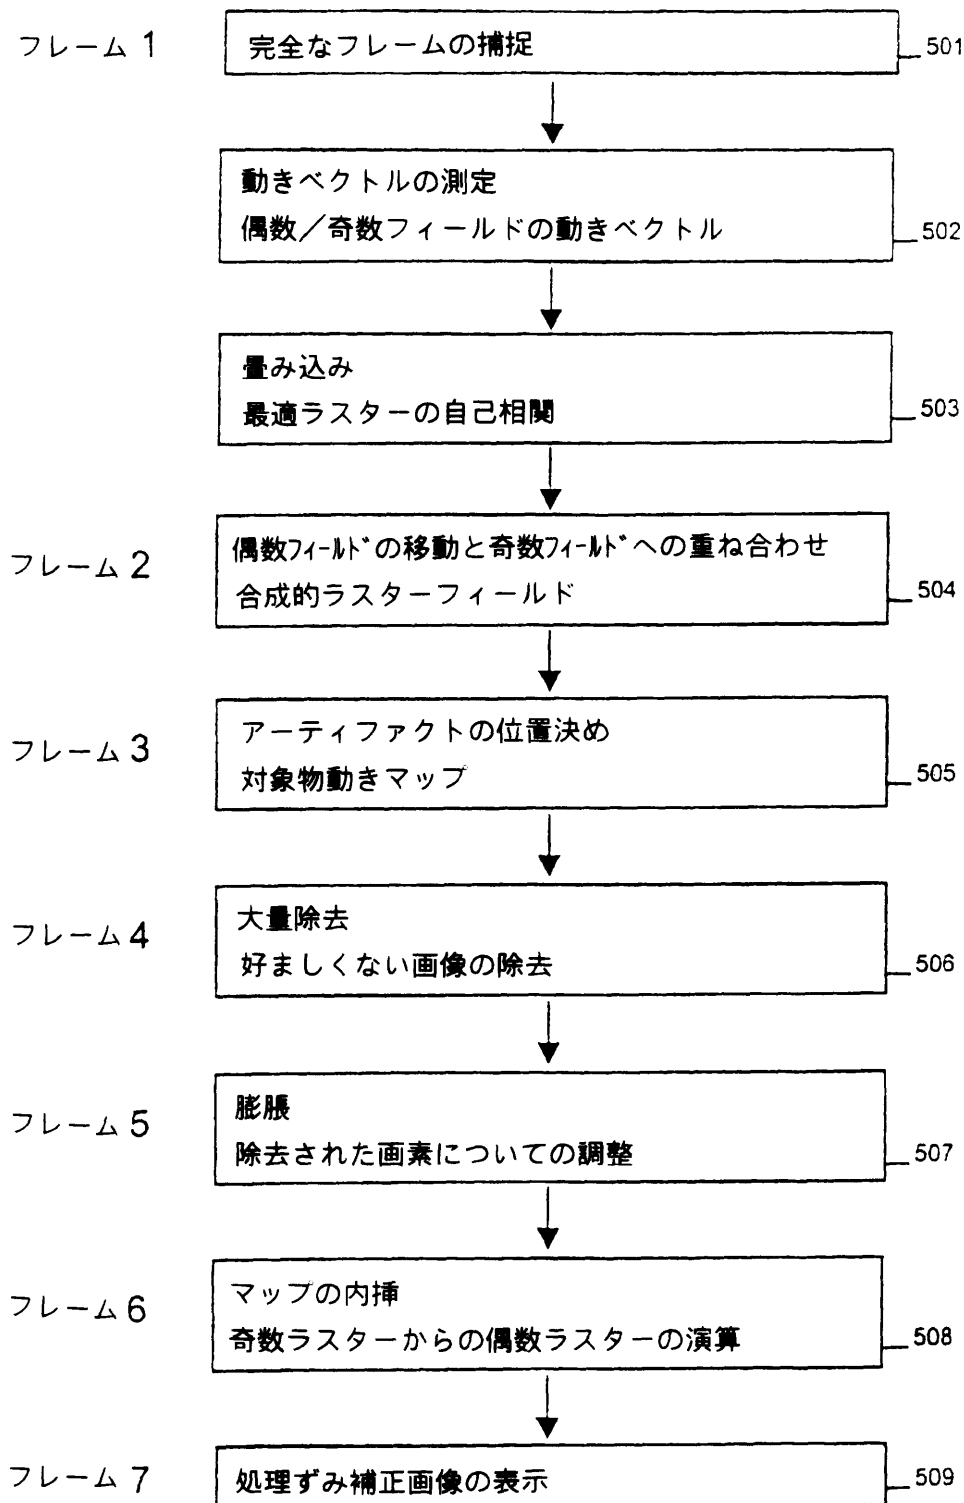 フレーム 1
完全なフレームの捕捉
501
動きベクトルの測定
偶数／奇数フィールドの動きベクトル
502
畳み込み
最適ラスターの自己相関
503
フレーム 2
偶数フィールドの移動と奇数フィールドへの重ね合わせ
合成的ラスターフィールド
504
フレーム 3
アーティファクトの位置決め
対象物動きマップ
505
フレーム 4
大量除去
好ましくない画像の除去
506
フレーム 5
膨脹
除去された画素についての調整
507
フレーム 6
マップの内挿
奇数ラスターからの偶数ラスターの演算
508
フレーム 7
処理ずみ補正画像の表示
509